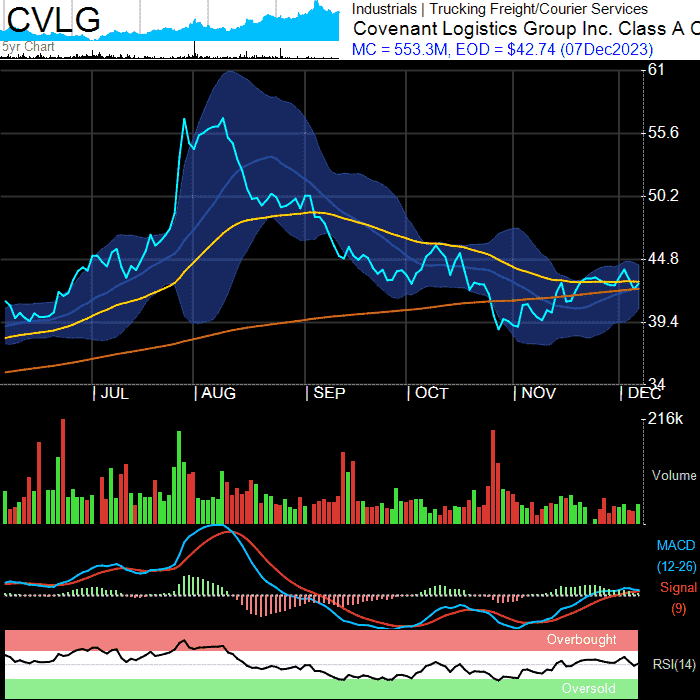 CVLG
5yr Chart
Industrials | Trucking Freight/Courier Services
Covenant Logistics Group Inc. Class A C
MC = 553.3M, EOD = $42.74 (07Dec2023)
61
55.6
50.2
44.8
39.4
34
JUL AUG SEP OCT NOV DEC
216k
Volume
MACD
(12-26)
Signal
(9)
Overbought
RSI(14)
Oversold